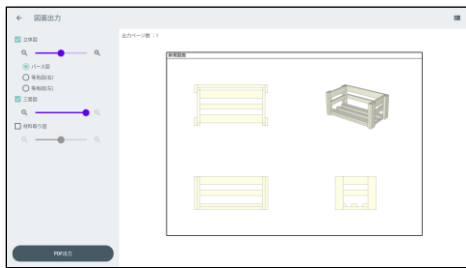 図面出力
立体図
パース図
等角図(右)
等角図(左)
三面図
材料取り図
PDF出力
出力ページ数 : 1
新規図面